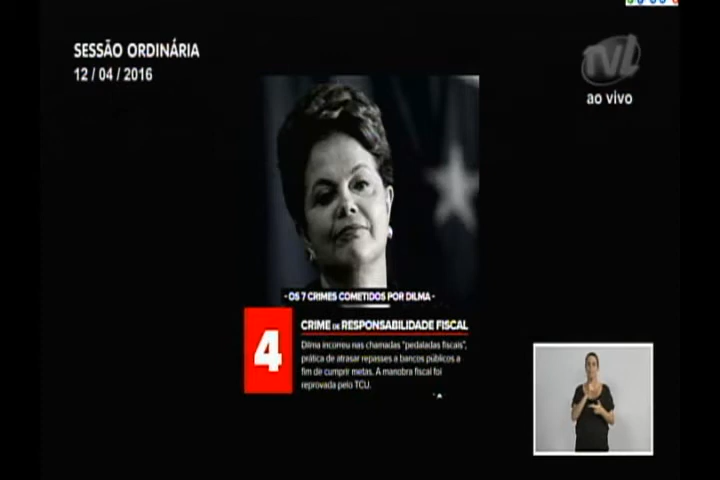 SESSÃO ORDINÁRIA
12 / 04 / 2016
TVL
ao vivo
- OS 7 CRIMES COMETIDOS POR DILMA -
4
CRIME DE RESPONSABILIDADE FISCAL
Dilma incorreu nas chamadas "pedaladas fiscais",
prática de atrasar repasses a bancos públicos a
fim de cumprir metas. A manobra fiscal foi
reprovada pelo TCU.